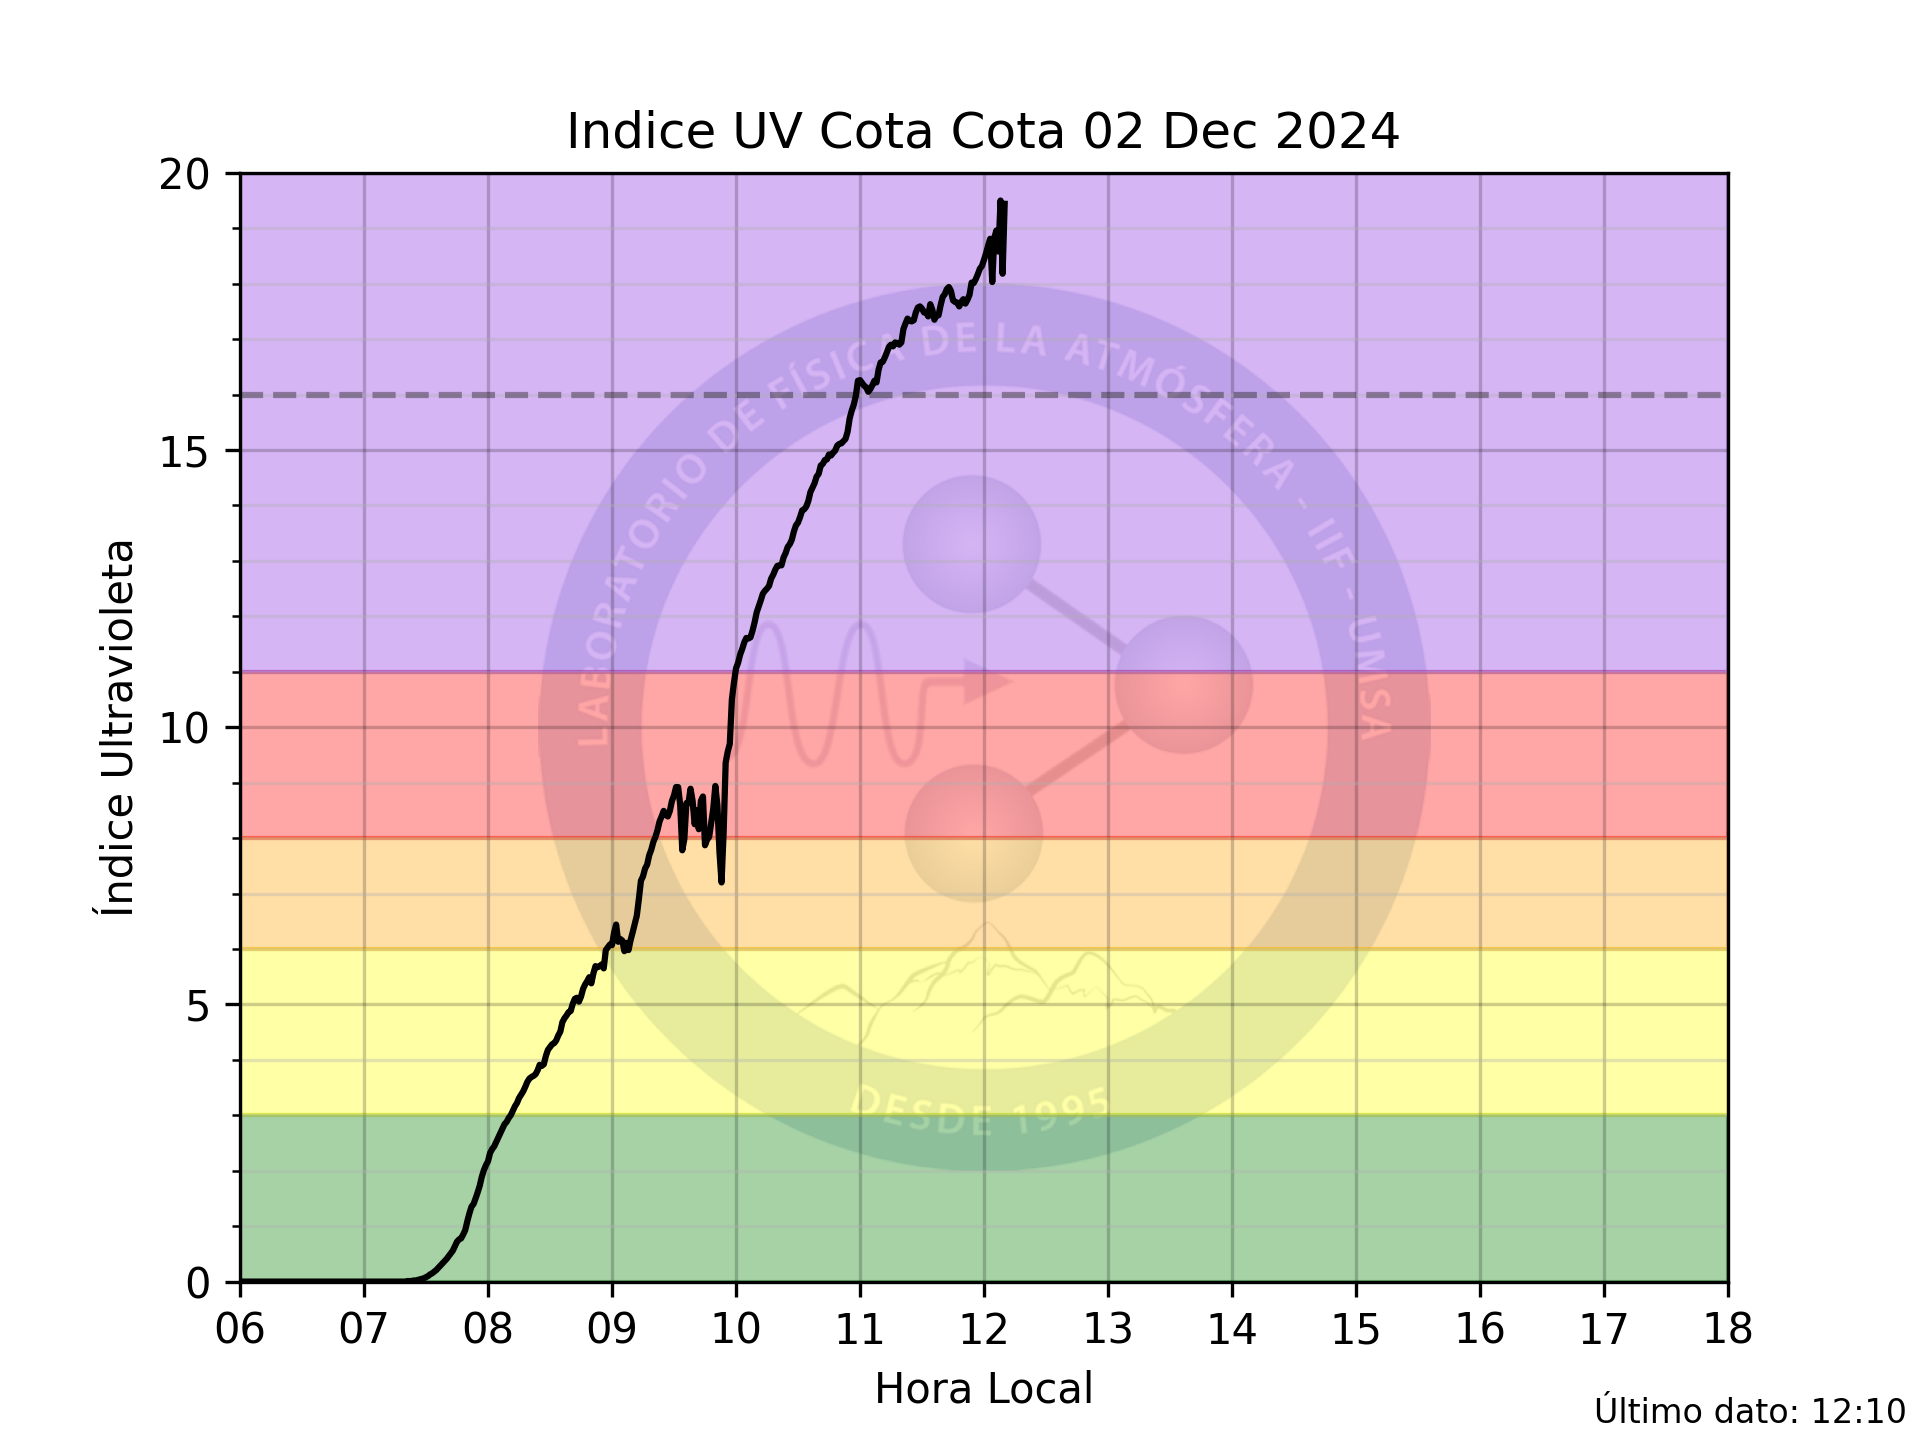 Indice UV Cota Cota 02 Dec 2024
20
15
10
5
0
Índice Ultravioleta
LABORATORIO DE FÍSICA DE LA ATMÓSFERA - IIF - UMSA
DESDE 1995
06 07 08 09 10 11 12 13 14 15 16 17 18
Hora Local
Último dato: 12:10